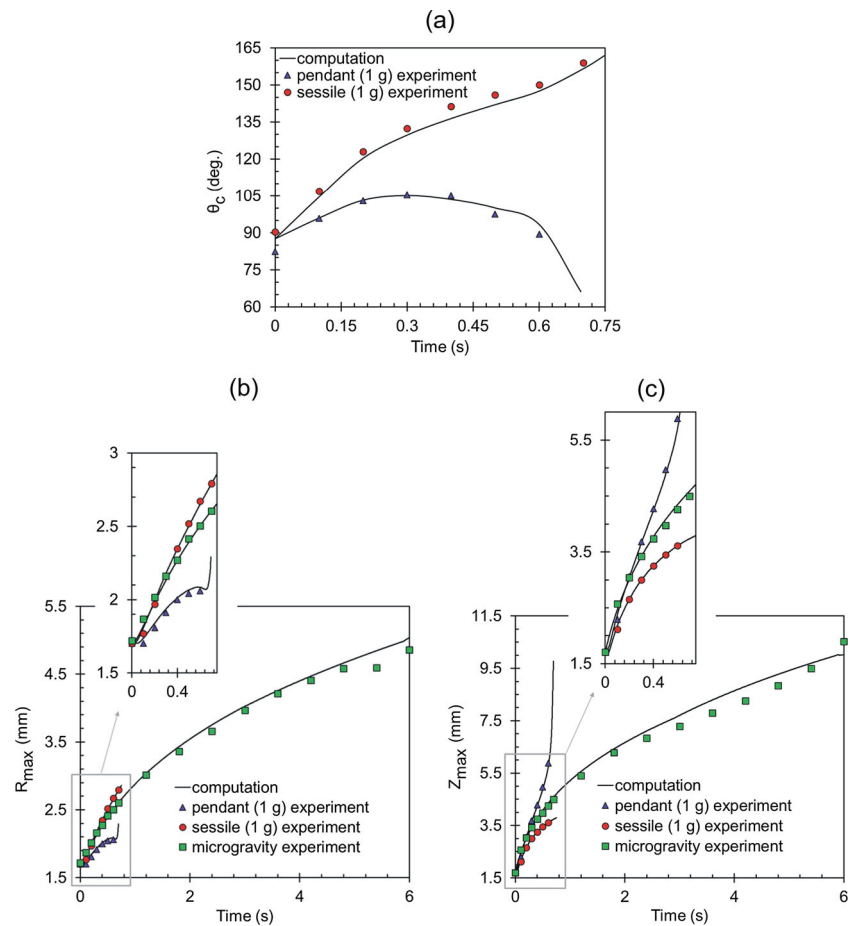 (a)
165
150
135
120
105
90
75
60
θc (deg.)
computation
pendant (1 g) experiment
sessile (1 g) experiment
0 0.15 0.3 0.45 0.6 0.75
Time (s)
(b)
3
2.5
2
1.5
0 0.4
5.5
4.5
3.5
2.5
1.5
Rmax (mm)
computation
pendant (1 g) experiment
sessile (1 g) experiment
microgravity experiment
0 2 4 6
Time (s)
(c)
5.5
3.5
1.5
0 0.4
11.5
9.5
7.5
5.5
3.5
1.5
Zmax (mm)
computation
pendant (1 g) experiment
sessile (1 g) experiment
microgravity experiment
0 2 4 6
Time (s)